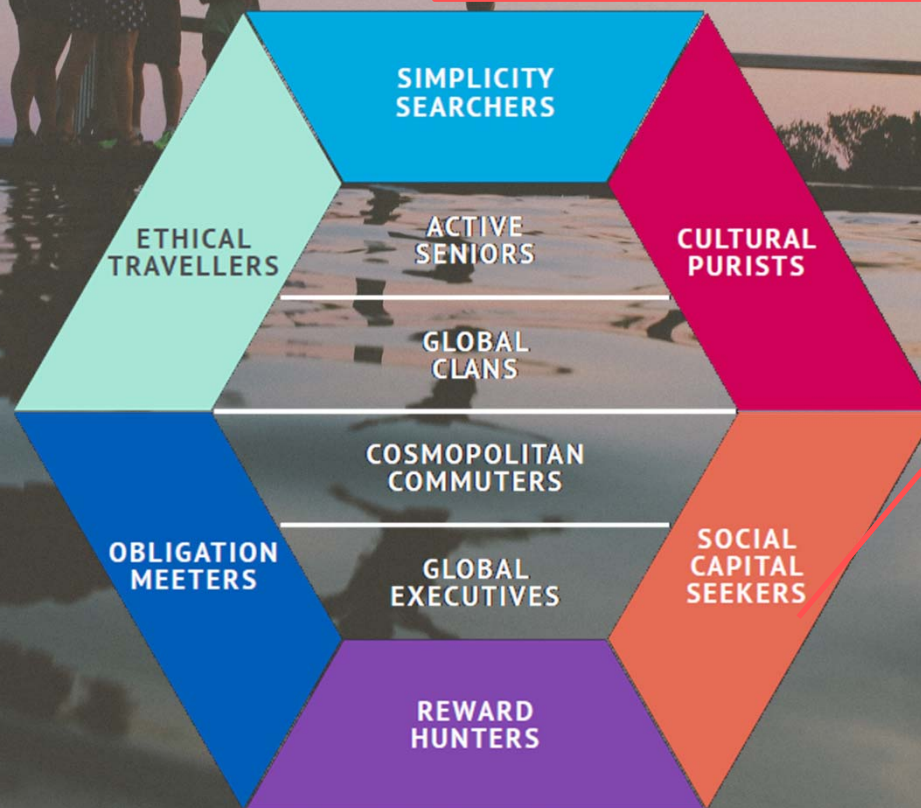 SIMPLICITY
SEARCHERS
ETHICAL
TRAVELLERS
ACTIVE
SENIORS
CULTURAL
PURISTS
GLOBAL
CLANS
COSMOPOLITAN
COMMUTERS
OBLIGATION
MEETERS
GLOBAL
EXECUTIVES
SOCIAL
CAPITAL
SEEKERS
REWARD
HUNTERS